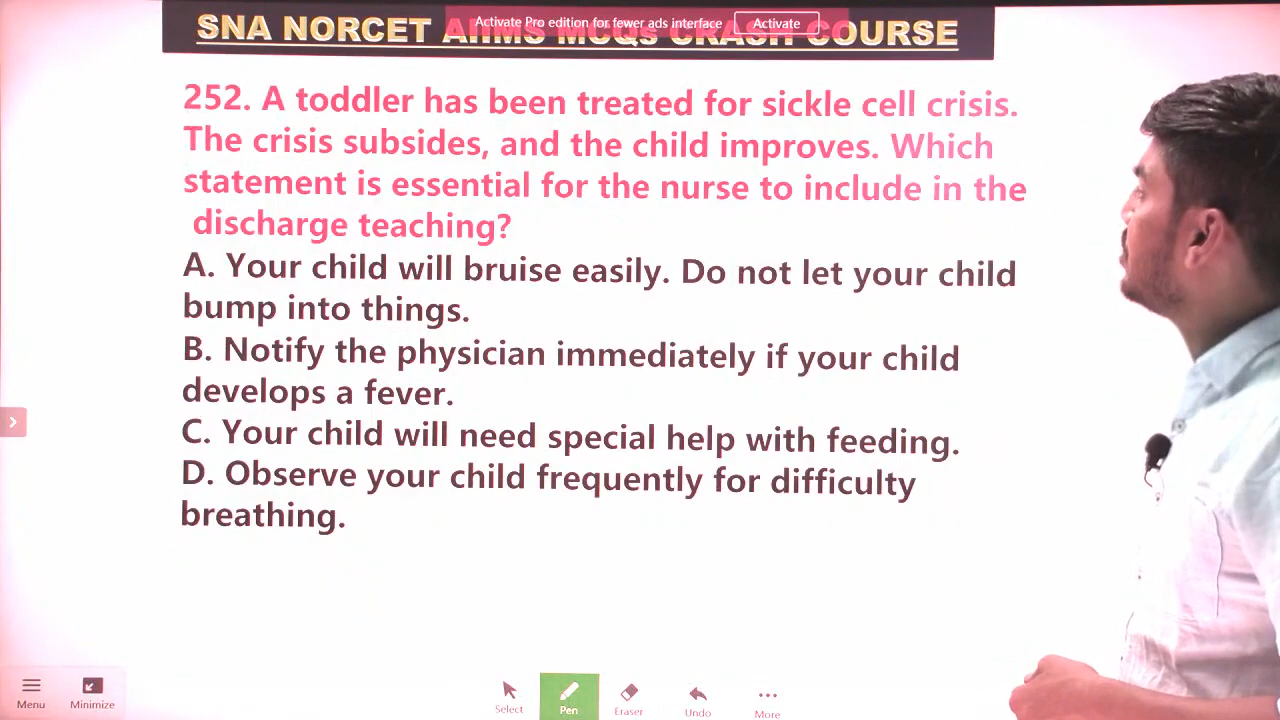 Activate Pro edition for fewer ads interface Activate
SNA NORCET AIIMS MCQs CRASH COURSE
252. A toddler has been treated for sickle cell crisis.
The crisis subsides, and the child improves. Which
statement is essential for the nurse to include in the
discharge teaching?
A. Your child will bruise easily. Do not let your child
bump into things.
B. Notify the physician immediately if your child
develops a fever.
C. Your child will need special help with feeding.
D. Observe your child frequently for difficulty
breathing.
Menu Minimize Select Pen Eraser Undo More